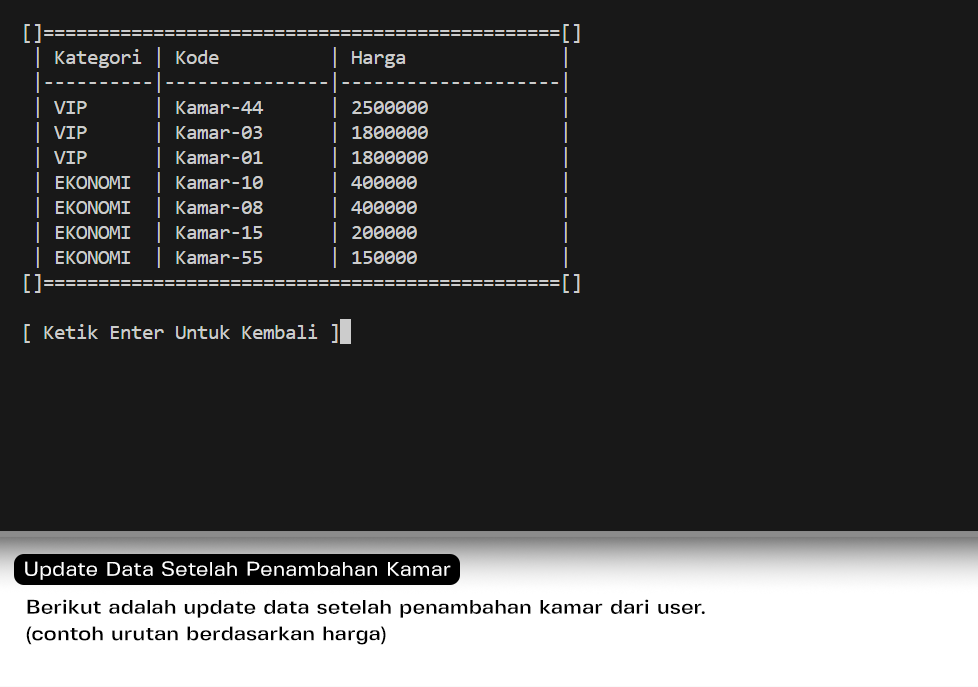 []===============================================[]
| Kategori | Kode          | Harga              |
|----------|---------------|--------------------|
| VIP      | Kamar-44      | 2500000            |
| VIP      | Kamar-03      | 1800000            |
| VIP      | Kamar-01      | 1800000            |
| EKONOMI  | Kamar-10      | 400000             |
| EKONOMI  | Kamar-08      | 400000             |
| EKONOMI  | Kamar-15      | 200000             |
| EKONOMI  | Kamar-55      | 150000             |
[]===============================================[]
[ Ketik Enter Untuk Kembali ]
Update Data Setelah Penambahan Kamar
Berikut adalah update data setelah penambahan kamar dari user.
(contoh urutan berdasarkan harga)